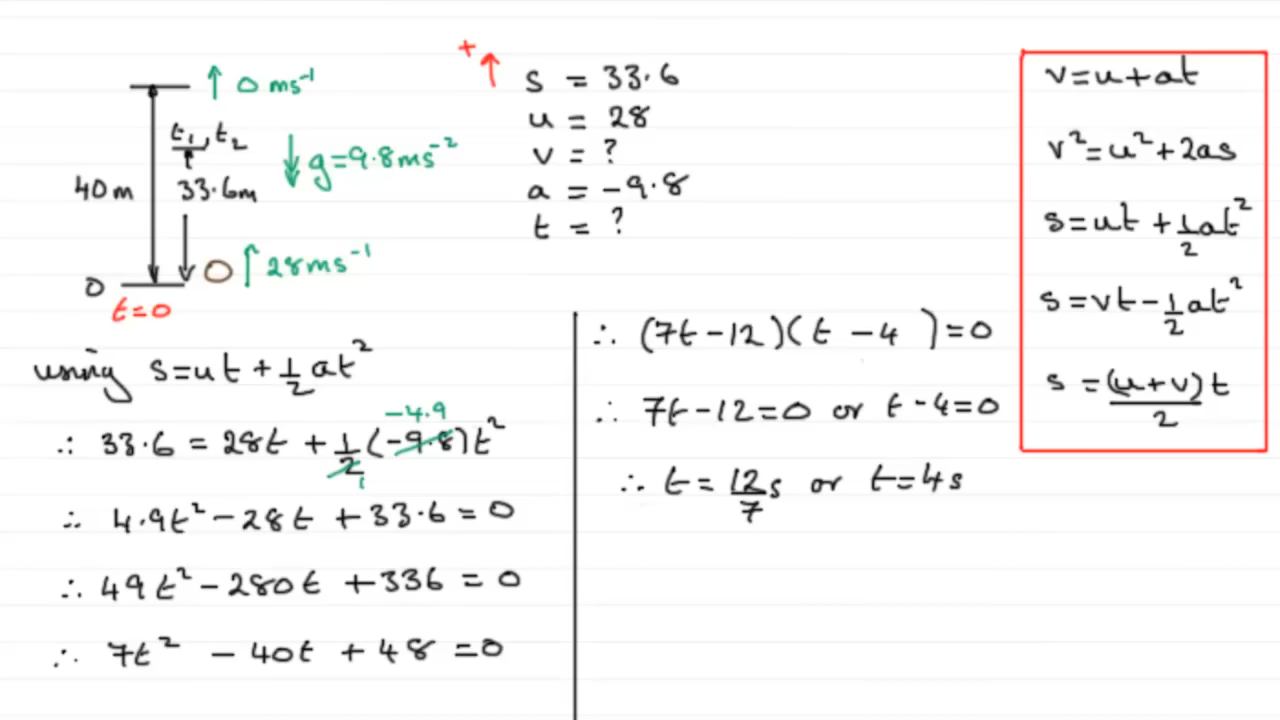 ↑ 0 ms⁻¹
t₁, t₂
↓ g = 9.8 ms⁻²
40 m
33.6 m
0
↑ 28 ms⁻¹
t = 0
+ ↑
s = 33.6
u = 28
v = ?
a = -9.8
t = ?
v = u + at
v² = u² + 2as
s = ut + ½at²
s = vt - ½at²
s = (u + v)t / 2
using s = ut + ½at²
-4.9
∴ 33.6 = 28t + ½(-9.8)t²
1
∴ 4.9t² - 28t + 33.6 = 0
∴ 49t² - 280t + 336 = 0
∴ 7t² - 40t + 48 = 0
∴ (7t - 12)(t - 4) = 0
∴ 7t - 12 = 0 or t - 4 = 0
∴ t = 12/7 s or t = 4s